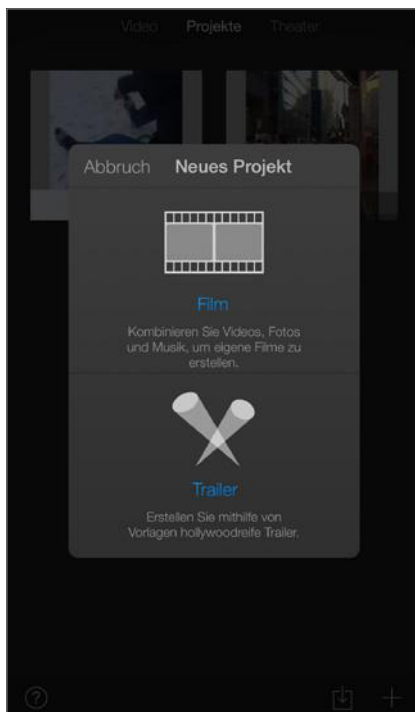 Video Projekte Theater
Abbruch Neues Projekt
Film
Kombinieren Sie Videos, Fotos
und Musik, um eigene Filme zu
erstellen.
Trailer
Erstellen Sie mithilfe von
Vorlagen hollywoodreife Trailer.
?